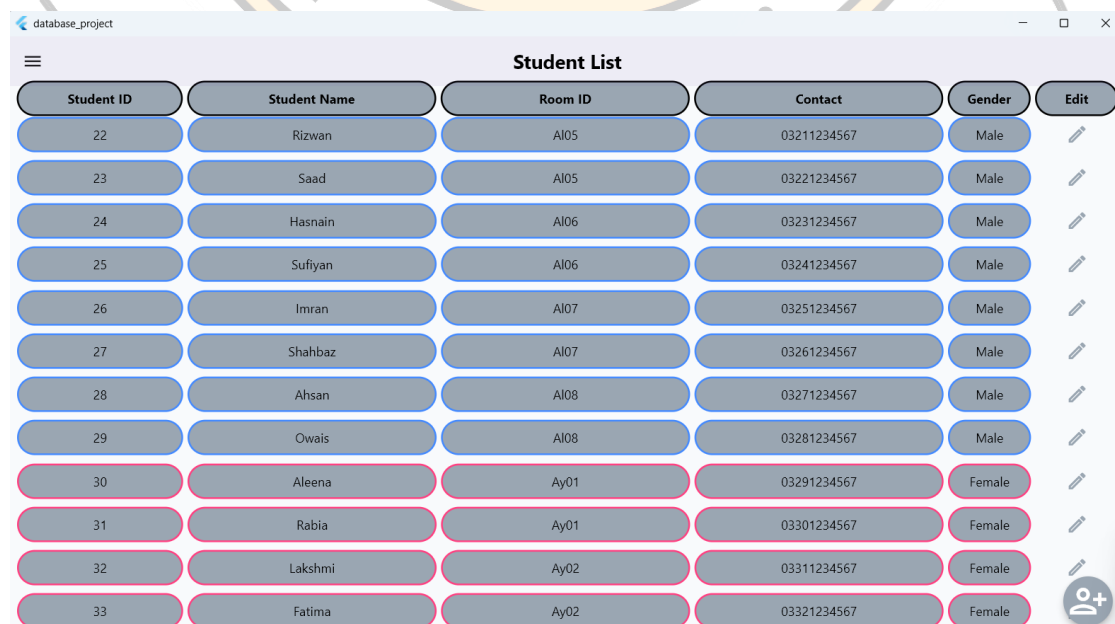 database_project
Student List
Student ID Student Name Room ID Contact Gender Edit
22 Rizwan Al05 03211234567 Male
23 Saad Al05 03221234567 Male
24 Hasnain Al06 03231234567 Male
25 Sufiyan Al06 03241234567 Male
26 Imran Al07 03251234567 Male
27 Shahbaz Al07 03261234567 Male
28 Ahsan Al08 03271234567 Male
29 Owais Al08 03281234567 Male
30 Aleena Ay01 03291234567 Female
31 Rabia Ay01 03301234567 Female
32 Lakshmi Ay02 03311234567 Female
33 Fatima Ay02 03321234567 Female